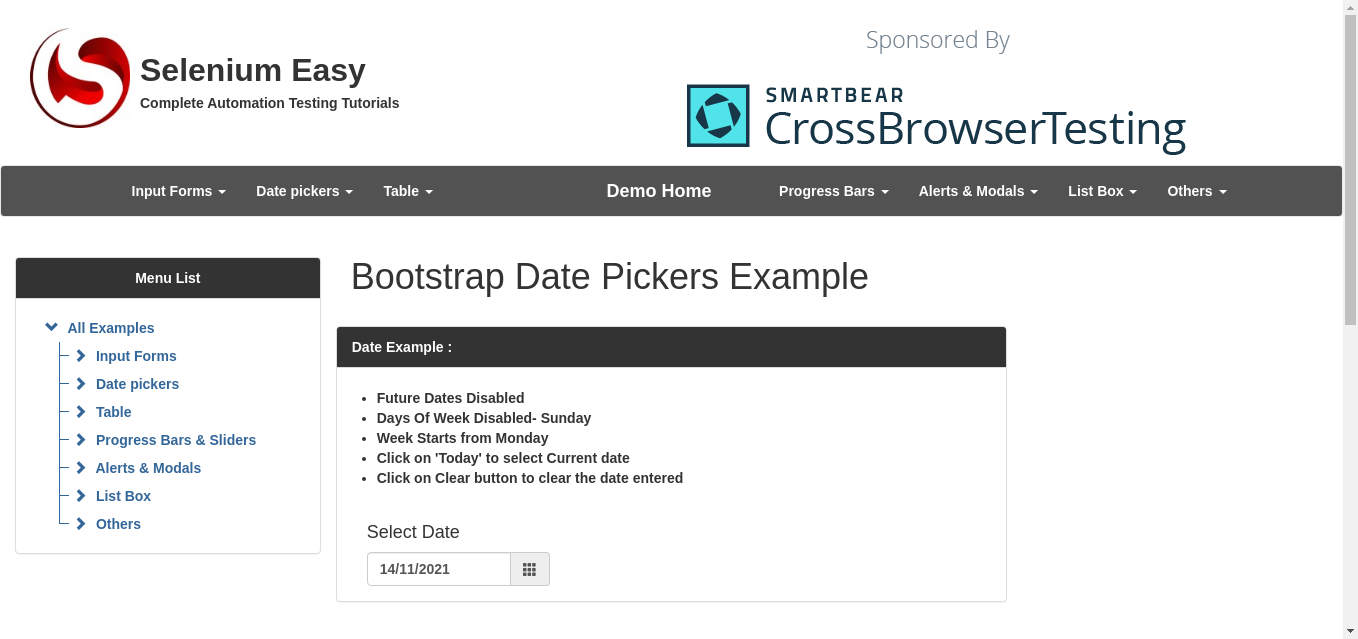 Sponsored By
Selenium Easy
Complete Automation Testing Tutorials
SMARTBEAR
CrossBrowserTesting
Input Forms Date pickers Table Demo Home Progress Bars Alerts & Modals List Box Others
Menu List
All Examples
Input Forms
Date pickers
Table
Progress Bars & Sliders
Alerts & Modals
List Box
Others
Bootstrap Date Pickers Example
Date Example :
Future Dates Disabled
Days Of Week Disabled- Sunday
Week Starts from Monday
Click on 'Today' to select Current date
Click on Clear button to clear the date entered
Select Date
14/11/2021